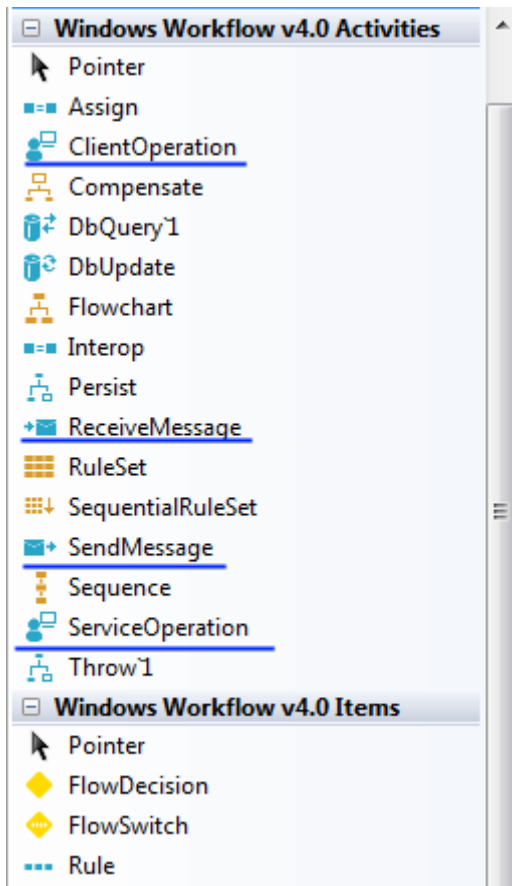 Windows Workflow v4.0 Activities
Pointer
Assign
ClientOperation
Compensate
DbQuery`1
DbUpdate
Flowchart
Interop
Persist
ReceiveMessage
RuleSet
SequentialRuleSet
SendMessage
Sequence
ServiceOperation
Throw`1
Windows Workflow v4.0 Items
Pointer
FlowDecision
FlowSwitch
Rule